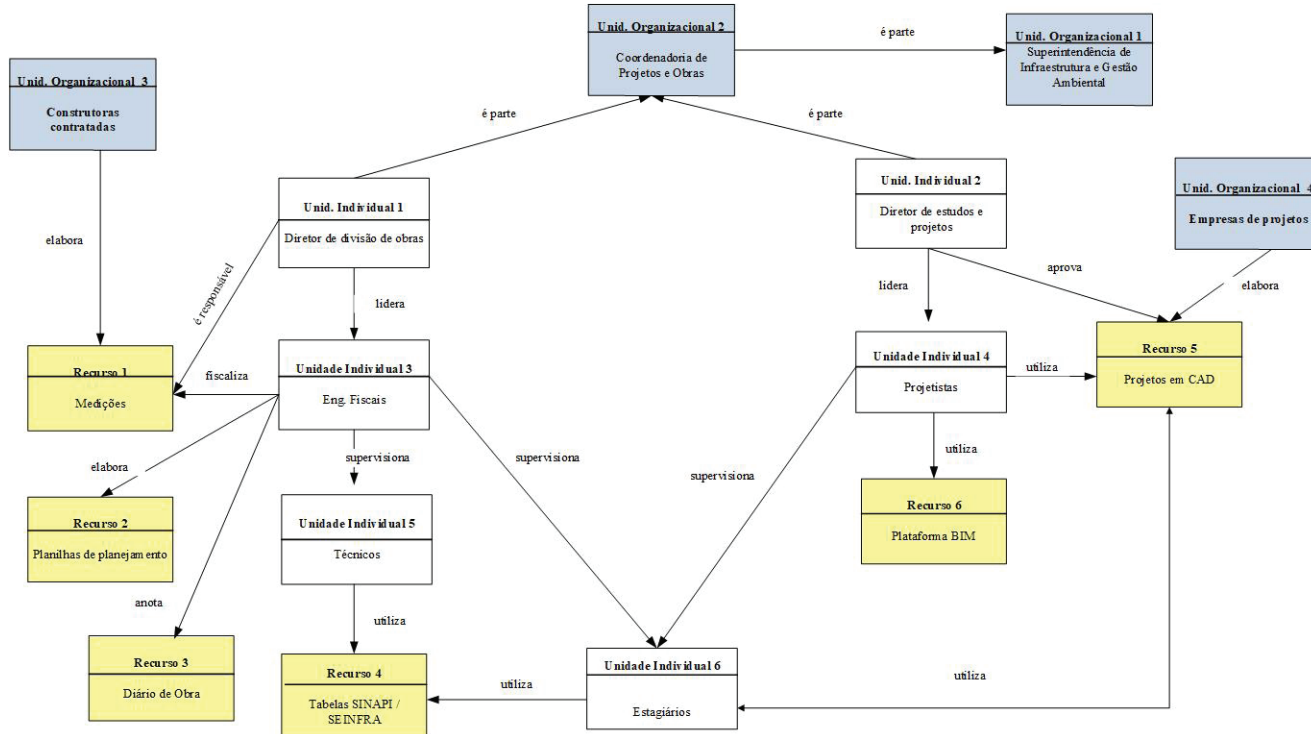 Unid. Organizacional 2
Coordenadoria de
Projetos e Obras
é parte
Unid. Organizacional 1
Superintendência de
Infraestrutura e Gestão
Ambiental
Unid. Organizacional 3
Construtoras
contratadas
é parte
é parte
Unid. Individual 1
Diretor de divisão de obras
Unid. Individual 2
Diretor de estudos e
projetos
Unid. Organizacional 4
Empresas de projetos
elabora
é responsável
lidera
lidera
aprova
elabora
Recurso 1
Medições
fiscaliza
Unidade Individual 3
Eng. Fiscais
Unidade Individual 4
Projetistas
utiliza
Recurso 5
Projetos em CAD
elabora
supervisiona
supervisiona
supervisiona
utiliza
Recurso 2
Planilhas de planejamento
Unidade Individual 5
Técnicos
Recurso 6
Plataforma BIM
anota
utiliza
Recurso 3
Diário de Obra
Recurso 4
Tabelas SINAPI /
SEINFRA
utiliza
Unidade Individual 6
Estagiários
utiliza